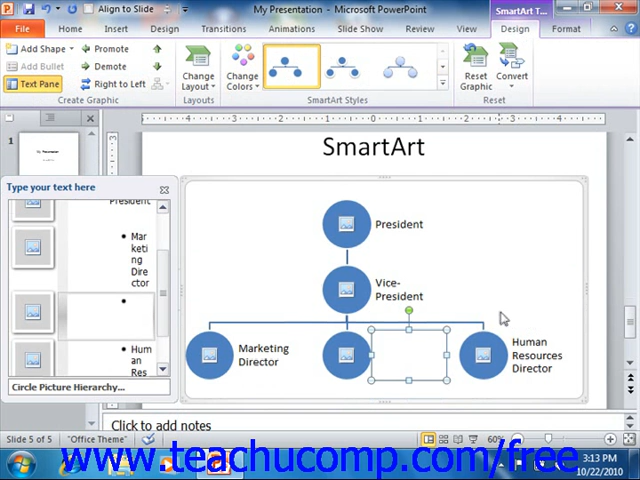 Align to Slide
My Presentation - Microsoft PowerPoint
SmartArt T...
File
Home
Insert
Design
Transitions
Animations
Slide Show
Review
View
Design
Format
Add Shape
Promote
Add Bullet
Demote
Text Pane
Right to Left
Create Graphic
Change
Layout
Layouts
Change
Colors
SmartArt Styles
Reset
Graphic
Convert
Reset
1
Type your text here
President.
Mar
keti
ng
Dire
ctor
Hum
an
Res
Circle Picture Hierarchy...
SmartArt
President
Vice-
President
Marketing
Director
Human
Resources
Director
Click to add notes
Slide 5 of 5
"Office Theme"
60%
www.teachucomp.com/free
3:13 PM
10/22/2010